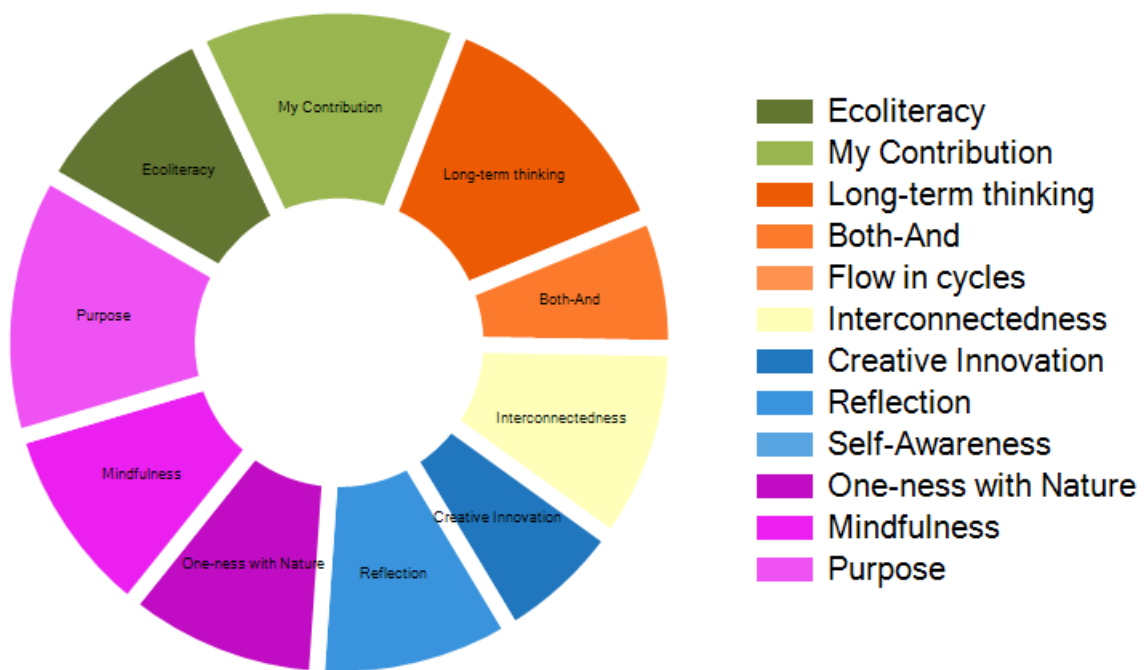 My Contribution
Ecoliteracy
Long-term thinking
Both-And
Purpose
Interconnectedness
Mindfulness
Creative Innovation
One-ness with Nature
Reflection
Ecoliteracy
My Contribution
Long-term thinking
Both-And
Flow in cycles
Interconnectedness
Creative Innovation
Reflection
Self-Awareness
One-ness with Nature
Mindfulness
Purpose